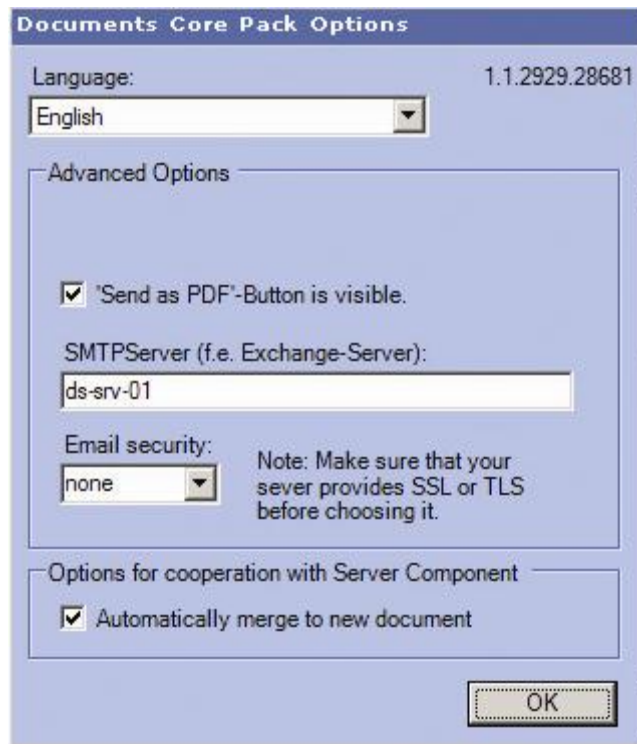 Documents Core Pack Options
Language:
1.1.2929.28681
English
Advanced Options
"Send as PDF"-Button is visible.
SMTPServer (f.e. Exchange-Server):
ds-srv-01
Email security:
none
Note: Make sure that your
sever provides SSL or TLS
before choosing it.
Options for cooperation with Server Component
Automatically merge to new document
OK